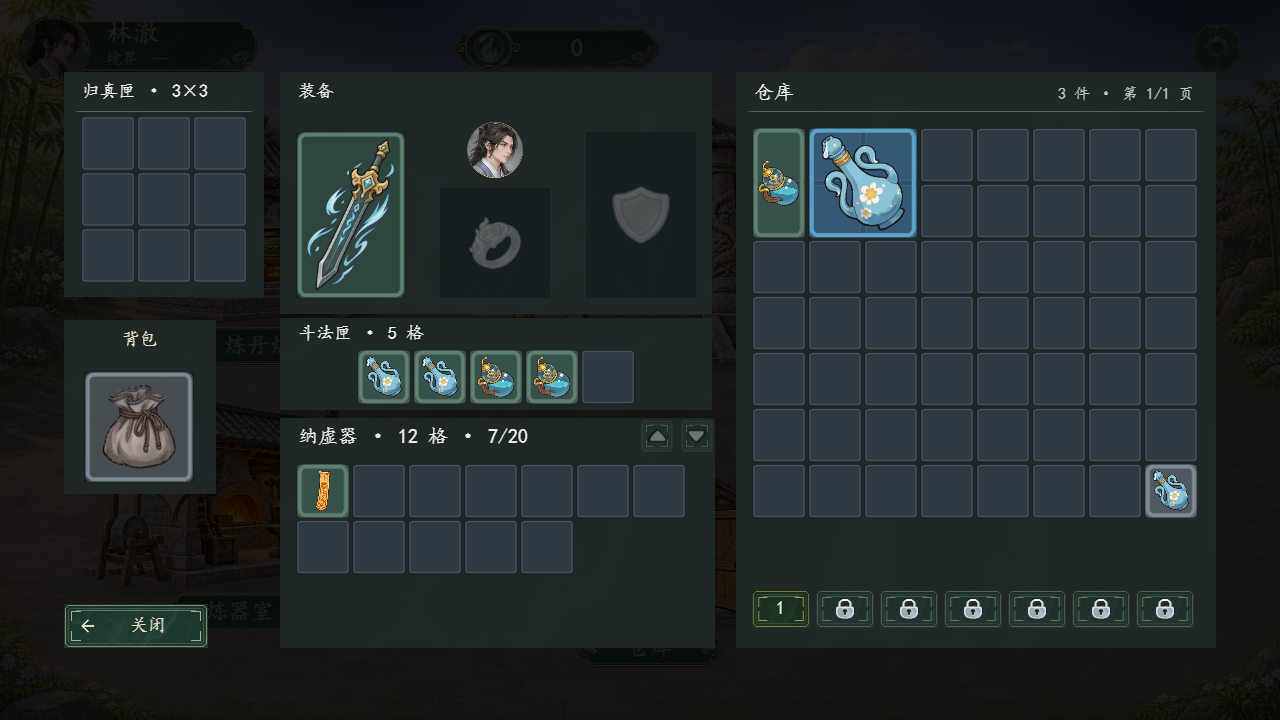 林澈
境界 一
0
归真匣 • 3×3
装备
仓库
3 件 • 第 1/1 页
背包
斗法匣 • 5 格
纳虚器 • 12 格 • 7/20
炼丹
炼器室
1
← 关闭
仓库